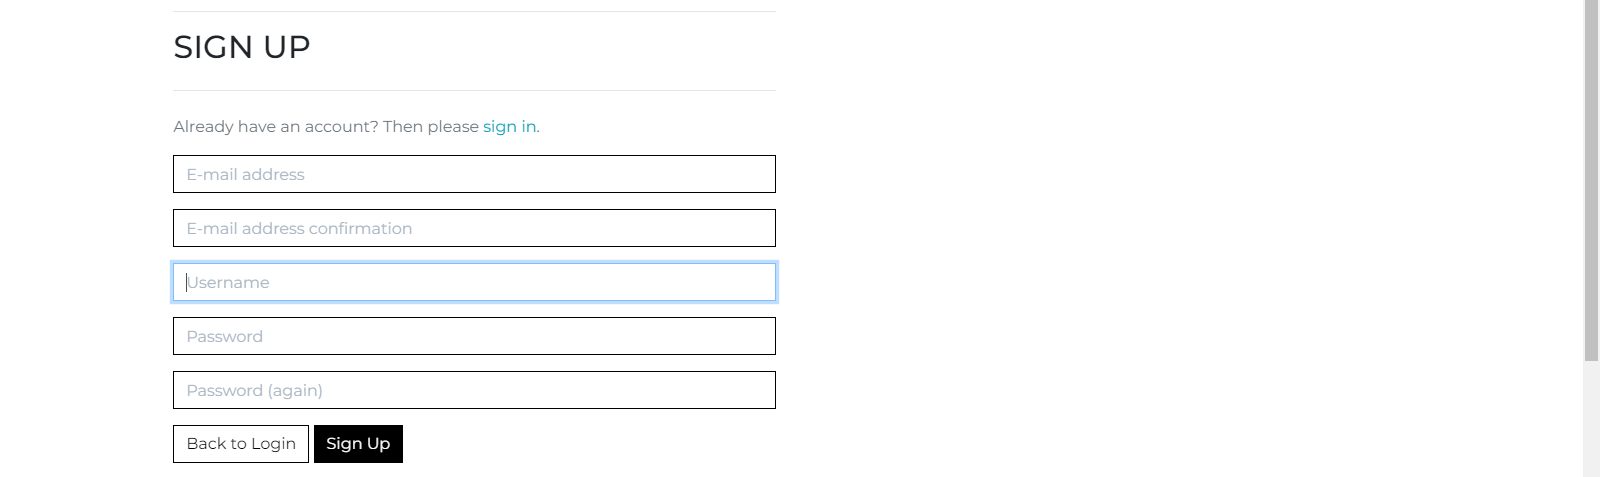 SIGN UP
Already have an account? Then please sign in.
E-mail address
E-mail address confirmation
Username
Password
Password (again)
Back to Login Sign Up